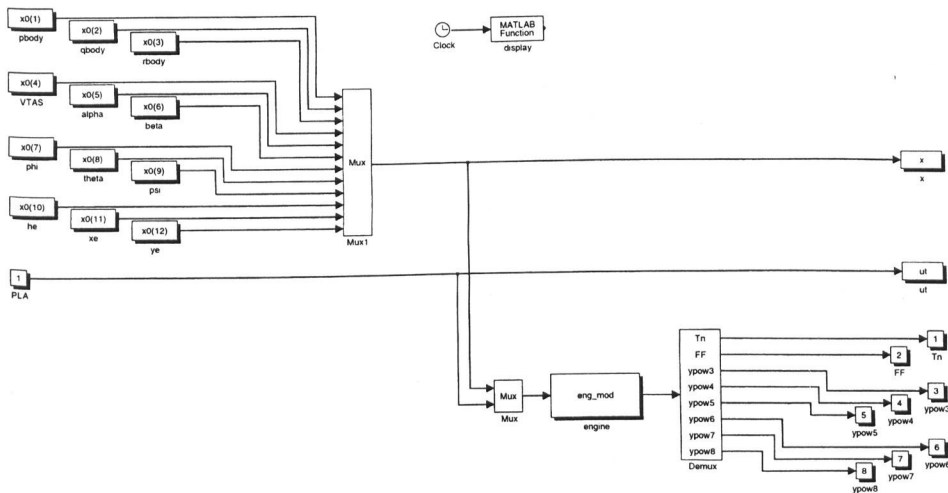 x0(1)
pbody
x0(2)
qbody
x0(3)
rbody
x0(4)
VTAS
x0(5)
alpha
x0(6)
beta
x0(7)
phi
x0(8)
theta
x0(9)
psi
x0(10)
he
x0(11)
xe
x0(12)
ye
Mux
Mux1
Clock
MATLAB
Function
display
x
x
1
PLA
ut
ut
Mux
Mux
eng_mod
engine
Tn
FF
ypow3
ypow4
ypow5
ypow6
ypow7
ypow8
Demux
1
Tn
2
FF
3
ypow3
4
ypow4
5
ypow5
6
ypow6
7
ypow7
8
ypow8